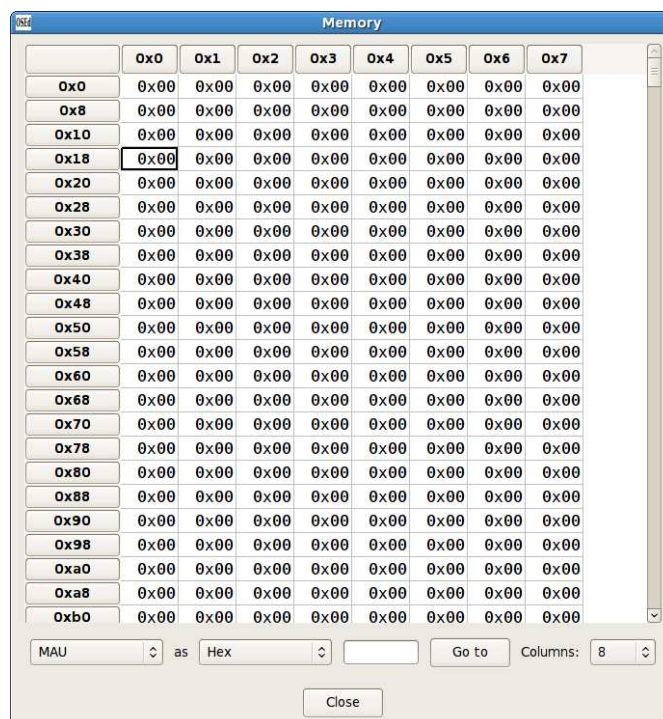 OSEd Memory
0x0 0x1 0x2 0x3 0x4 0x5 0x6 0x7
0x0 0x00 0x00 0x00 0x00 0x00 0x00 0x00 0x00
0x8 0x00 0x00 0x00 0x00 0x00 0x00 0x00 0x00
0x10 0x00 0x00 0x00 0x00 0x00 0x00 0x00 0x00
0x18 0x00 0x00 0x00 0x00 0x00 0x00 0x00 0x00
0x20 0x00 0x00 0x00 0x00 0x00 0x00 0x00 0x00
0x28 0x00 0x00 0x00 0x00 0x00 0x00 0x00 0x00
0x30 0x00 0x00 0x00 0x00 0x00 0x00 0x00 0x00
0x38 0x00 0x00 0x00 0x00 0x00 0x00 0x00 0x00
0x40 0x00 0x00 0x00 0x00 0x00 0x00 0x00 0x00
0x48 0x00 0x00 0x00 0x00 0x00 0x00 0x00 0x00
0x50 0x00 0x00 0x00 0x00 0x00 0x00 0x00 0x00
0x58 0x00 0x00 0x00 0x00 0x00 0x00 0x00 0x00
0x60 0x00 0x00 0x00 0x00 0x00 0x00 0x00 0x00
0x68 0x00 0x00 0x00 0x00 0x00 0x00 0x00 0x00
0x70 0x00 0x00 0x00 0x00 0x00 0x00 0x00 0x00
0x78 0x00 0x00 0x00 0x00 0x00 0x00 0x00 0x00
0x80 0x00 0x00 0x00 0x00 0x00 0x00 0x00 0x00
0x88 0x00 0x00 0x00 0x00 0x00 0x00 0x00 0x00
0x90 0x00 0x00 0x00 0x00 0x00 0x00 0x00 0x00
0x98 0x00 0x00 0x00 0x00 0x00 0x00 0x00 0x00
0xa0 0x00 0x00 0x00 0x00 0x00 0x00 0x00 0x00
0xa8 0x00 0x00 0x00 0x00 0x00 0x00 0x00 0x00
0xb0 0x00 0x00 0x00 0x00 0x00 0x00 0x00 0x00
MAU as Hex Go to Columns: 8
Close